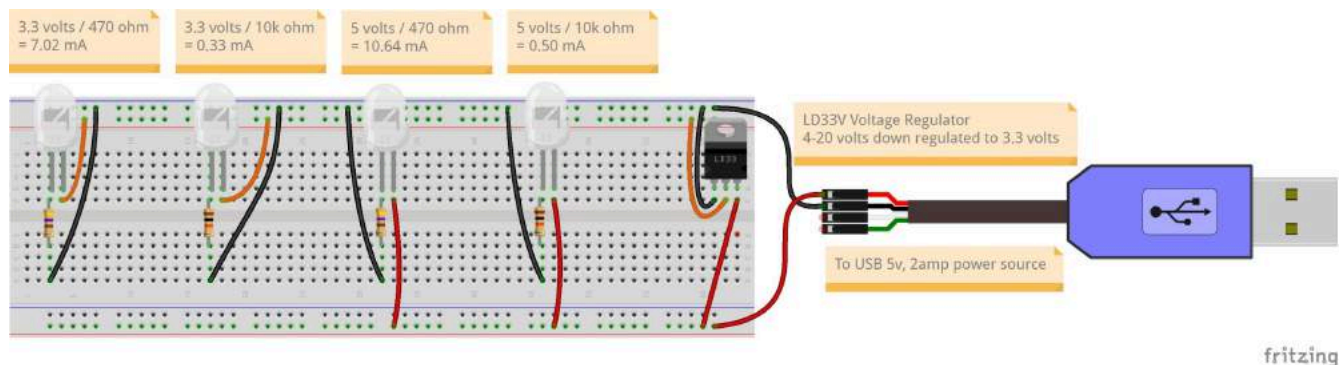 3.3 volts / 470 ohm
= 7.02 mA
3.3 volts / 10k ohm
= 0.33 mA
5 volts / 470 ohm
= 10.64 mA
5 volts / 10k ohm
= 0.50 mA
LD33V Voltage Regulator
4-20 volts down regulated to 3.3 volts
LD33
To USB 5v, 2amp power source
fritzing